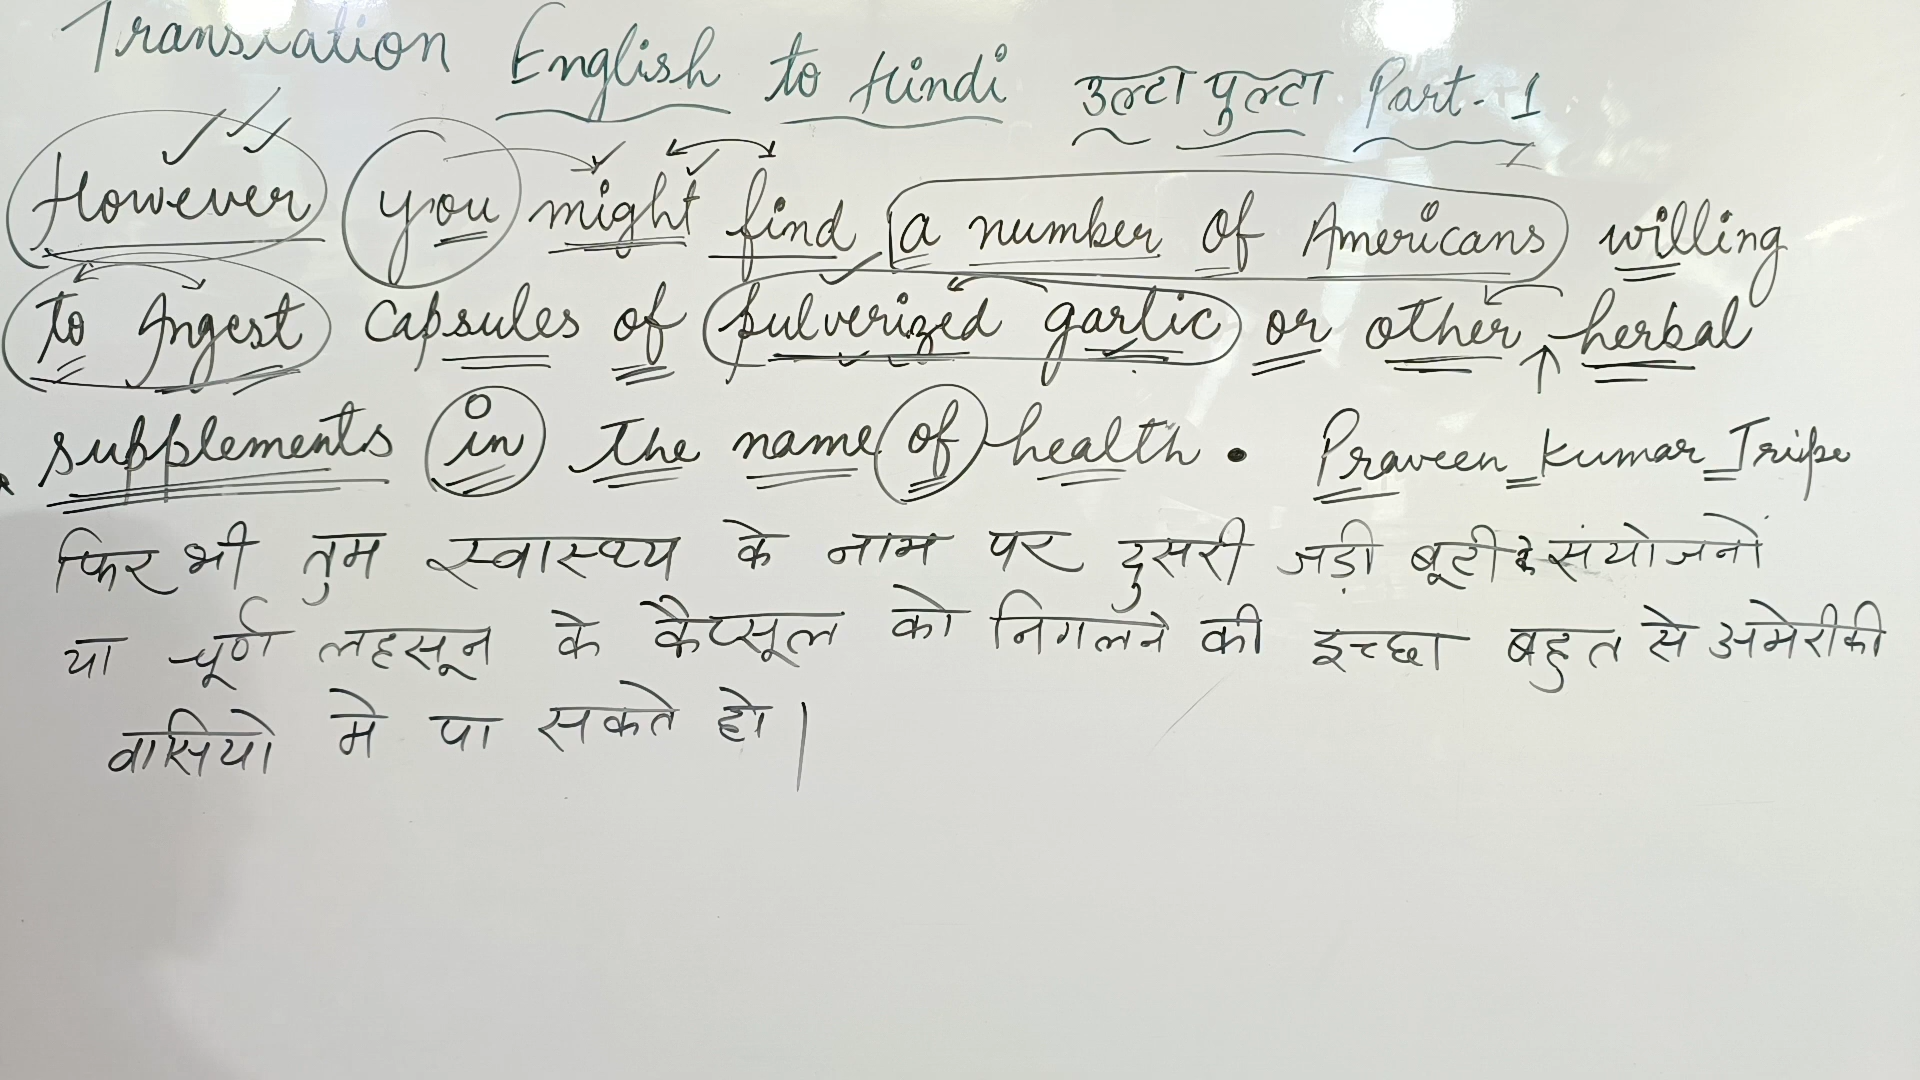 Translation English to Hindi उल्टा पुल्टा Part-1
However you might find a number of Americans willing
to Ingest capsules of pulverized garlic or other herbal
supplements in the name of health. Praveen Kumar
फिर भी तुम स्वास्थ्य के नाम पर दुसरी जड़ी बूटी के संयोजनों
या चूर्ण लहसून के कैप्सूल को निगलने की इच्छा बहुत से अमेरीकी
वासियो मे पा सकते हो।